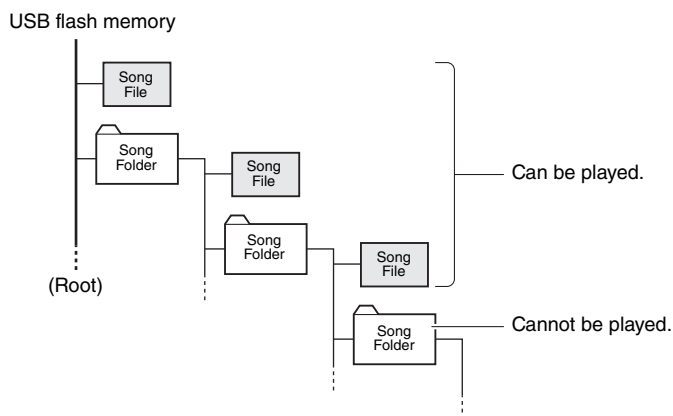 USB flash memory
Song
File
Song
Folder
Song
File
Can be played.
Song
Folder
Song
File
(Root)
Song
Folder
Cannot be played.